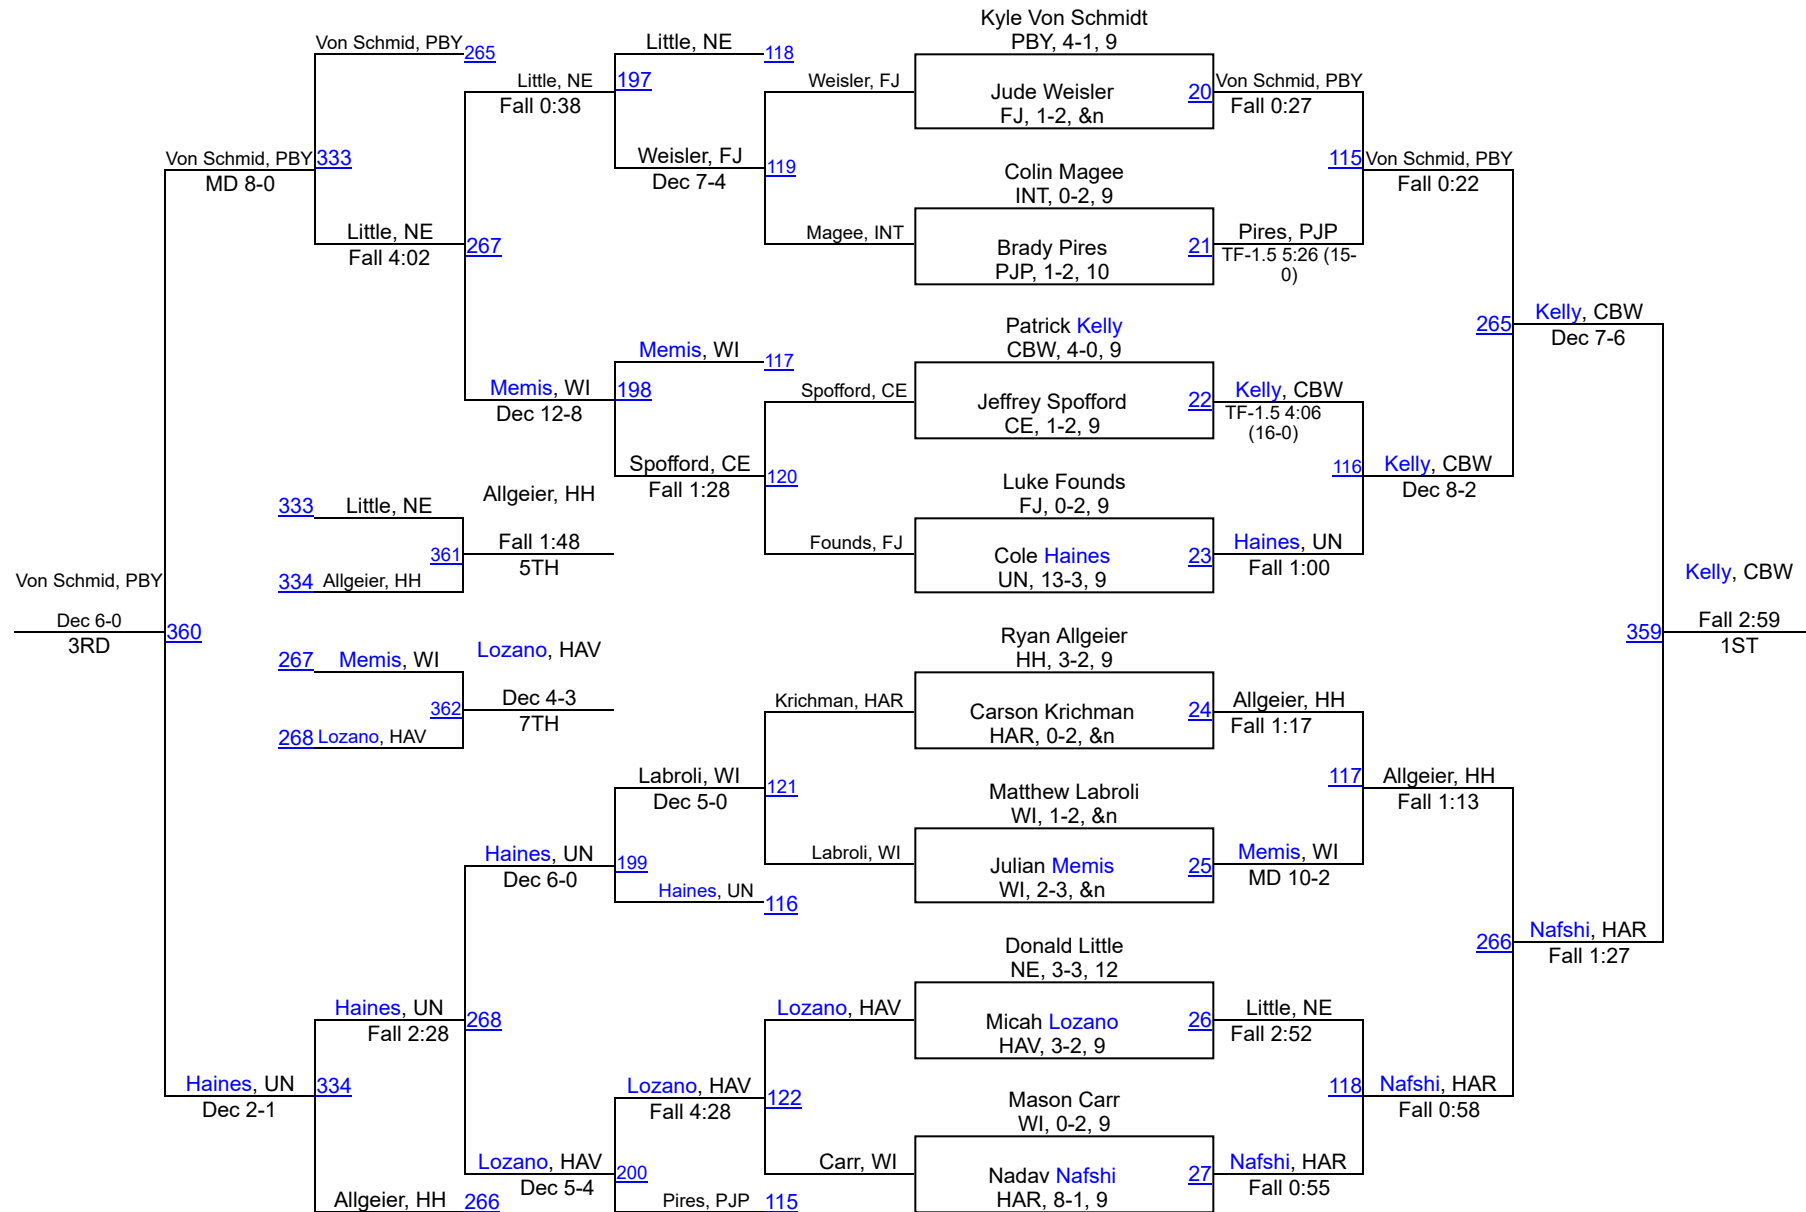 Kyle Von Schmidt
PBY, 4-1, 9
Von Schmid, PBY
265
Little, NE
118
Little, NE
Fall 0:38
197
Weisler, FJ
Jude Weisler
FJ, 1-2, &n
20
Von Schmid, PBY
Fall 0:27
Von Schmid, PBY
MD 8-0
333
Weisler, FJ
Dec 7-4
119
Colin Magee
INT, 0-2, 9
115
Von Schmid, PBY
Fall 0:22
Little, NE
Fall 4:02
267
Magee, INT
Brady Pires
PJP, 1-2, 10
21
Pires, PJP
TF-1.5 5:26 (15-
0)
Patrick Kelly
CBW, 4-0, 9
265
Kelly, CBW
Dec 7-6
Memis, WI
117
Memis, WI
Dec 12-8
198
Spofford, CE
Jeffrey Spofford
CE, 1-2, 9
22
Kelly, CBW
TF-1.5 4:06
(16-0)
Spofford, CE
Fall 1:28
120
Luke Founds
FJ, 0-2, 9
116
Kelly, CBW
Dec 8-2
333
Little, NE
Allgeier, HH
361
Fall 1:48
5TH
334
Allgeier, HH
Founds, FJ
Cole Haines
UN, 13-3, 9
23
Haines, UN
Fall 1:00
Von Schmid, PBY
Dec 6-0
3RD
360
Kelly, CBW
359
Fall 2:59
1ST
267
Memis, WI
Lozano, HAV
362
Dec 4-3
7TH
268
Lozano, HAV
Ryan Allgeier
HH, 3-2, 9
Krichman, HAR
Carson Krichman
HAR, 0-2, &n
24
Allgeier, HH
Fall 1:17
Labroli, WI
Dec 5-0
121
Matthew Labroli
WI, 1-2, &n
117
Allgeier, HH
Fall 1:13
Haines, UN
Dec 6-0
199
Labroli, WI
Julian Memis
WI, 2-3, &n
25
Memis, WI
MD 10-2
Haines, UN
116
Donald Little
NE, 3-3, 12
266
Nafshi, HAR
Fall 1:27
Haines, UN
Fall 2:28
268
Lozano, HAV
Micah Lozano
HAV, 3-2, 9
26
Little, NE
Fall 2:52
Haines, UN
Dec 2-1
334
Lozano, HAV
Fall 4:28
122
Mason Carr
WI, 0-2, 9
118
Nafshi, HAR
Fall 0:58
Lozano, HAV
Dec 5-4
200
Carr, WI
Nadav Nafshi
HAR, 8-1, 9
27
Nafshi, HAR
Fall 0:55
Allgeier, HH
266
Pires, PJP
115